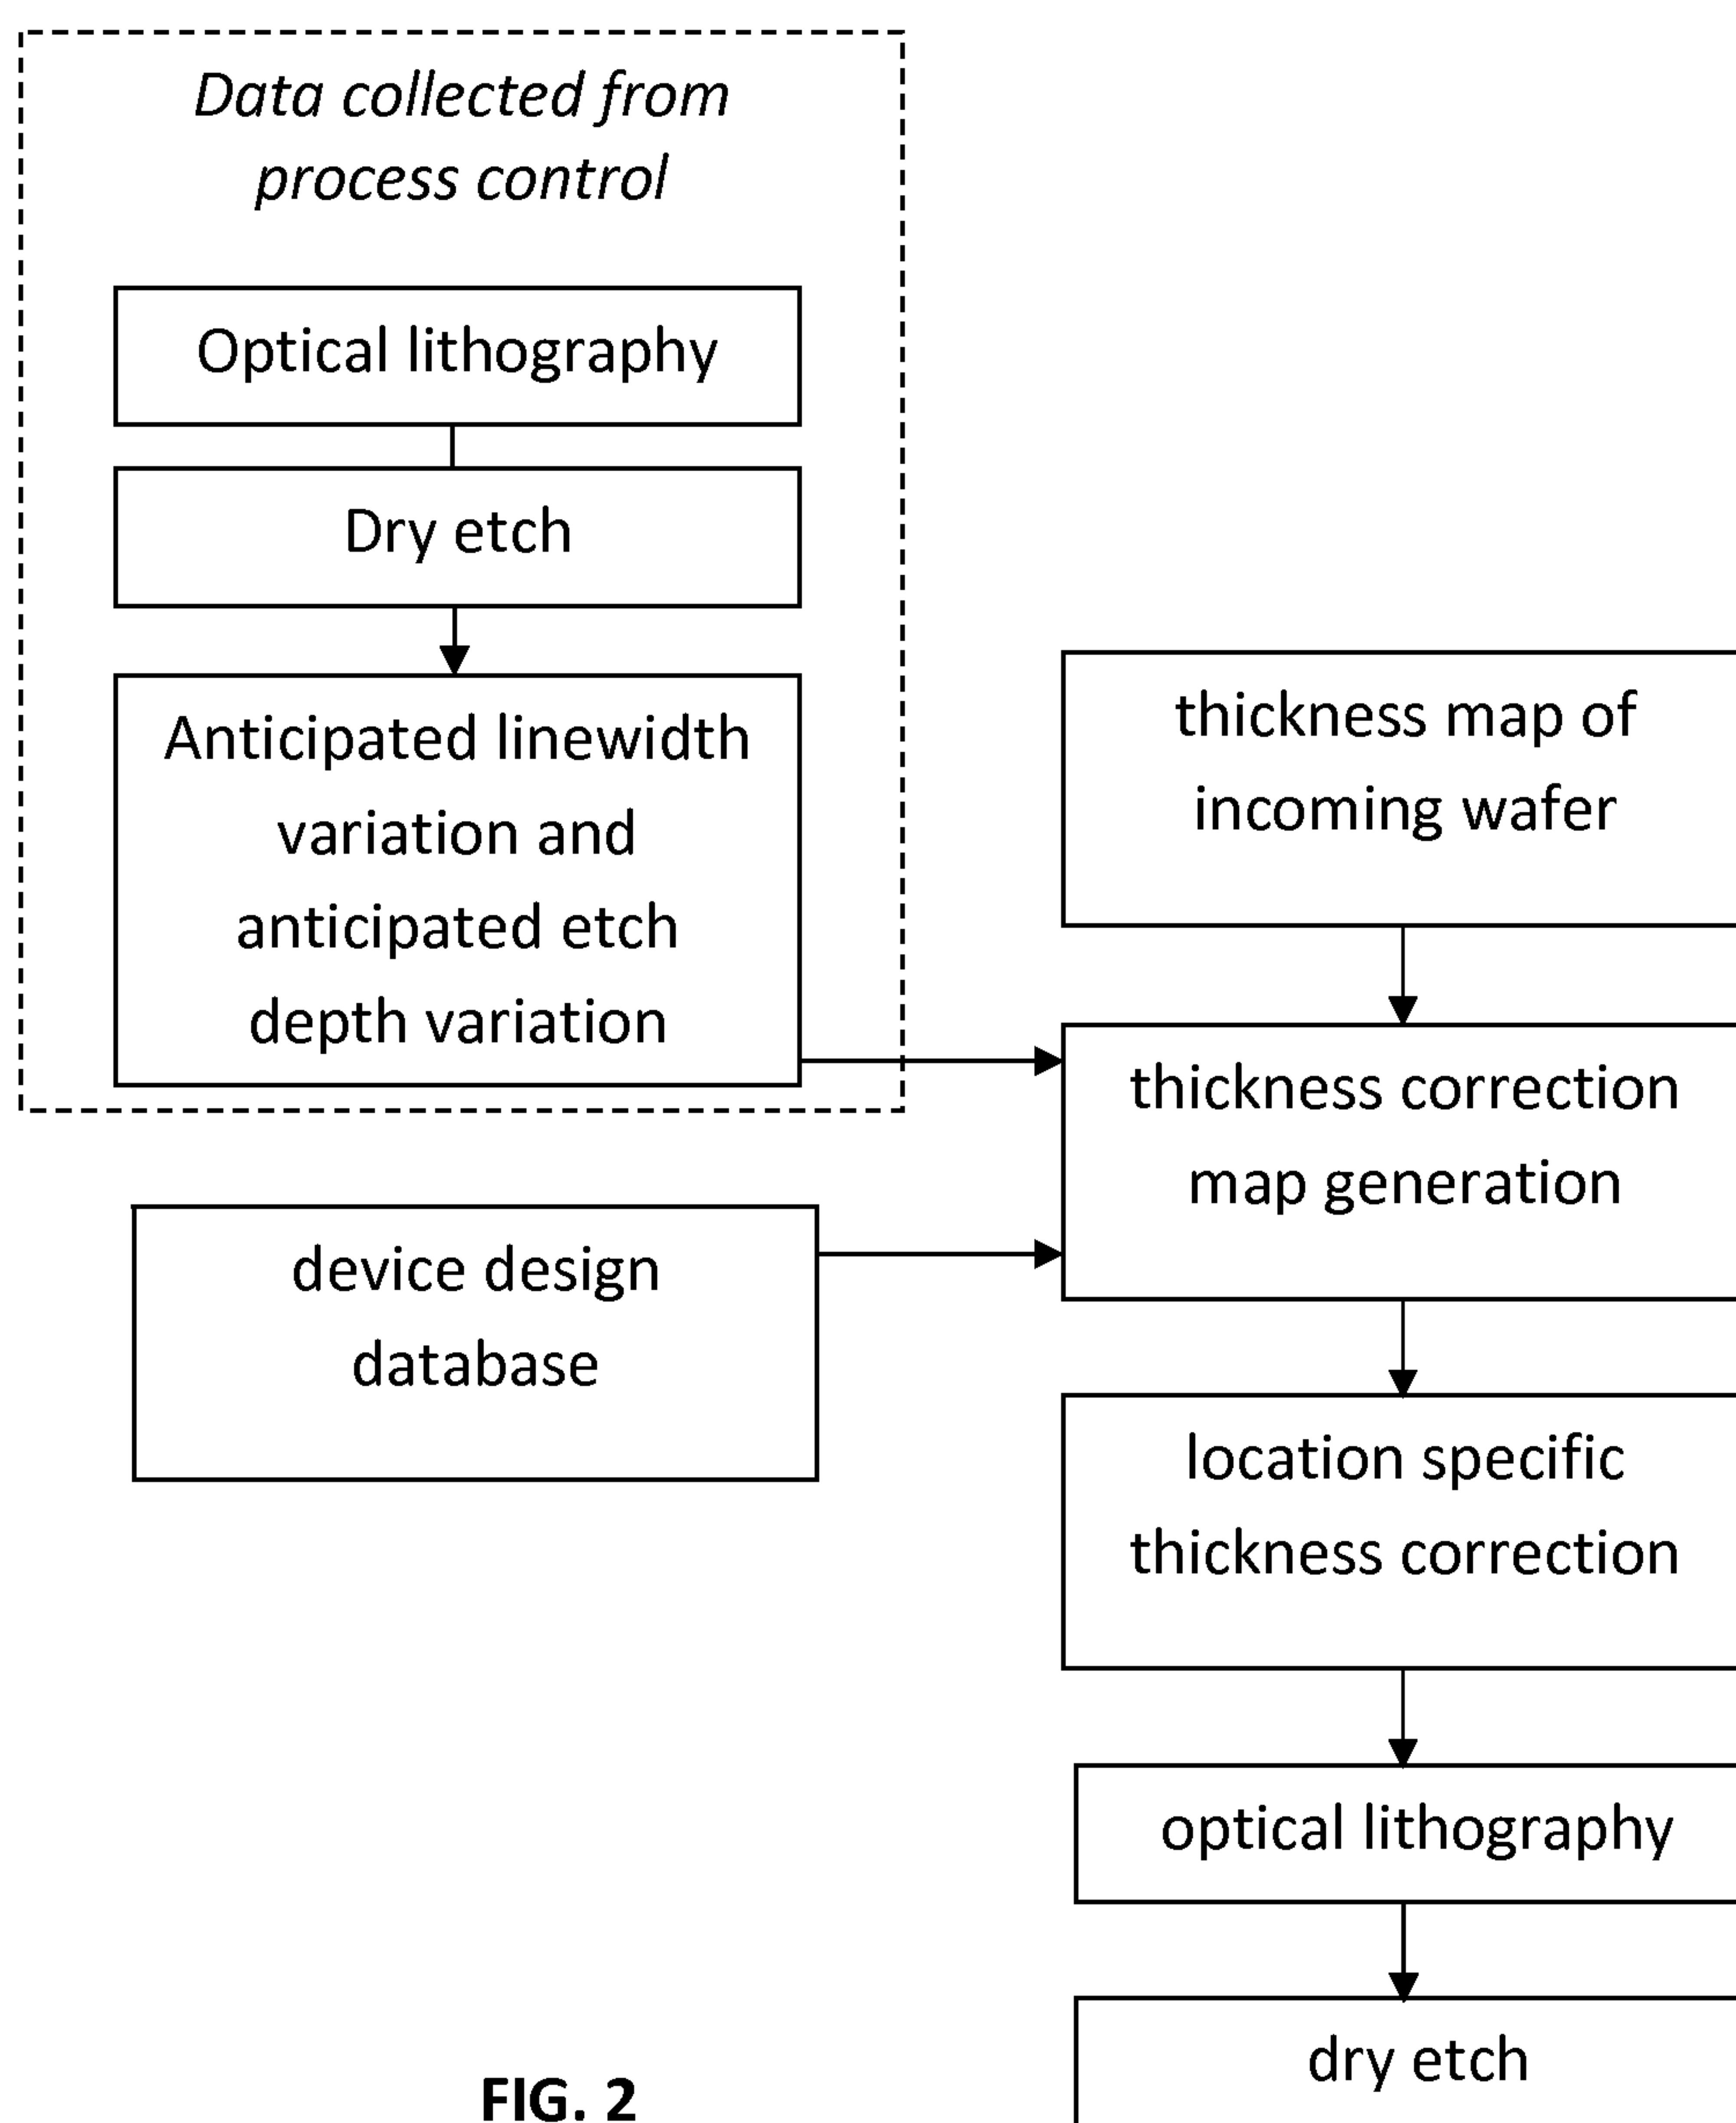 Data collected from
process control
Optical lithography
Dry etch
Anticipated linewidth
variation and
anticipated etch
depth variation
device design
database
thickness map of
incoming wafer
thickness correction
map generation
location specific
thickness correction
optical lithography
dry etch
FIG. 2